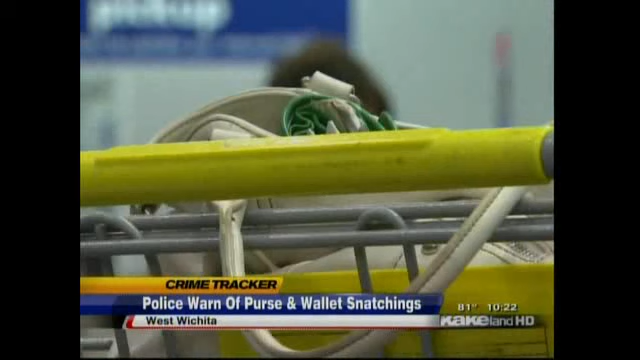 pickup
CRIME TRACKER
Police Warn Of Purse & Wallet Snatchings
West Wichita
81° 10:22
KAKEland HD